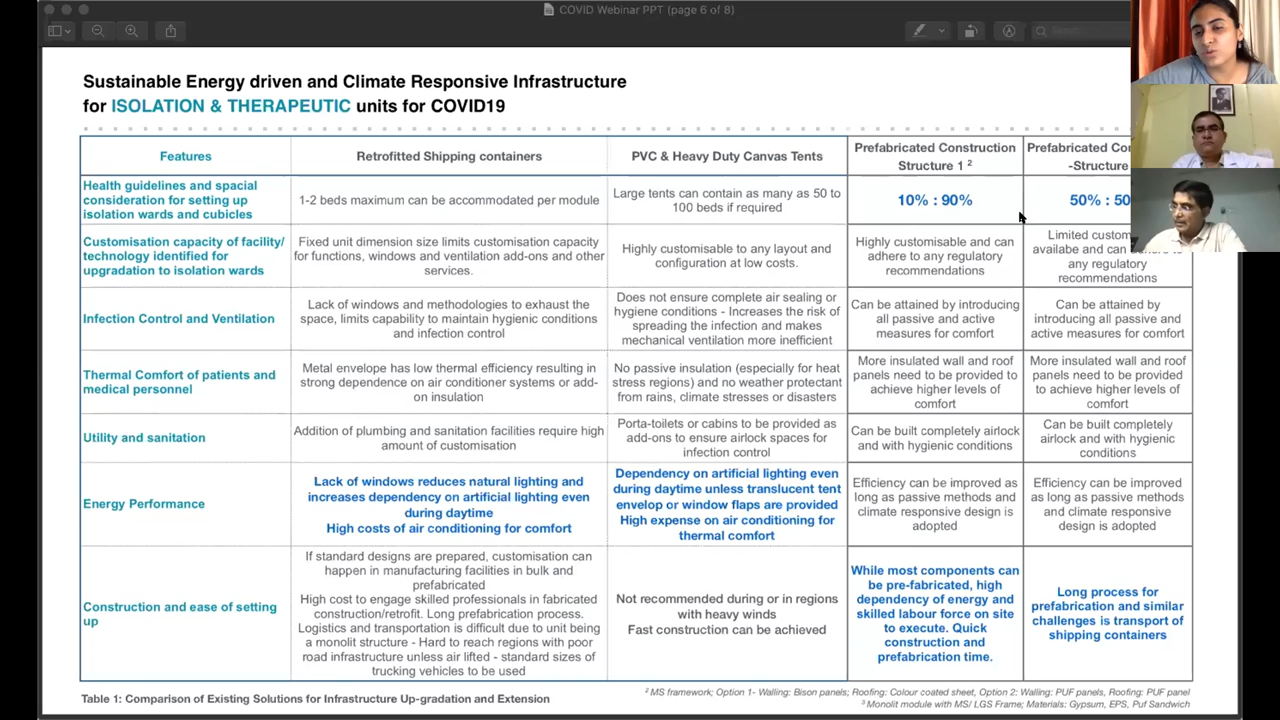 COVID Webinar PPT (page 6 of 8)
Search
Sustainable Energy driven and Climate Responsive Infrastructure
for ISOLATION & THERAPEUTIC units for COVID19
Features
Retrofitted Shipping containers
PVC & Heavy Duty Canvas Tents
Prefabricated Construction
Structure 1 ²
Prefabricated Con
-Structure
Health guidelines and spacial
consideration for setting up
isolation wards and cubicles
1-2 beds maximum can be accommodated per module
Large tents can contain as many as 50 to
100 beds if required
10% : 90%
50% : 50
Customisation capacity of facility/
technology identified for
upgradation to isolation wards
Fixed unit dimension size limits customisation capacity
for functions, windows and ventilation add-ons and other
services.
Highly customisable to any layout and
configuration at low costs.
Highly customisable and can
adhere to any regulatory
recommendations
Limited custom
availabe and can
any regulatory
recommendations
Infection Control and Ventilation
Lack of windows and methodologies to exhaust the
space, limits capability to maintain hygienic conditions
and infection control
Does not ensure complete air sealing or
hygiene conditions - Increases the risk of
spreading the infection and makes
mechanical ventilation more inefficient
Can be attained by introducing
all passive and active
measures for comfort
Can be attained by
introducing all passive and
active measures for comfort
Thermal Comfort of patients and
medical personnel
Metal envelope has low thermal efficiency resulting in
strong dependence on air conditioner systems or add-
on insulation
No passive insulation (especially for heat
stress regions) and no weather protectant
from rains, climate stresses or disasters
More insulated wall and roof
panels need to be provided to
achieve higher levels of
comfort
More insulated wall and roof
panels need to be provided
to achieve higher levels of
comfort
Utility and sanitation
Addition of plumbing and sanitation facilities require high
amount of customisation
Porta-toilets or cabins to be provided as
add-ons to ensure airlock spaces for
infection control
Can be built completely airlock
and with hygienic conditions
Can be built completely
airlock and with hygienic
conditions
Energy Performance
Lack of windows reduces natural lighting and
increases dependency on artificial lighting even
during daytime
High costs of air conditioning for comfort
Dependency on artificial lighting even
during daytime unless translucent tent
envelop or window flaps are provided
High expense on air conditioning for
thermal comfort
Efficiency can be improved as
long as passive methods and
climate responsive design is
adopted
Efficiency can be improved
as long as passive methods
and climate responsive
design is adopted
Construction and ease of setting
up
If standard designs are prepared, customisation can
happen in manufacturing facilities in bulk and
prefabricated
High cost to engage skilled professionals in fabricated
construction/retrofit. Long prefabrication process.
Logistics and transportation is difficult due to unit being
a monolit structure - Hard to reach regions with poor
road infrastructure unless air lifted - standard sizes of
trucking vehicles to be used
Not recommended during or in regions
with heavy winds
Fast construction can be achieved
While most components can
be pre-fabricated, high
dependency of energy and
skilled labour force on site
to execute. Quick
construction and
prefabrication time.
Long process for
prefabrication and similar
challenges is transport of
shipping containers
Table 1: Comparison of Existing Solutions for Infrastructure Up-gradation and Extension
² MS framework; Option 1- Walling: Bison panels; Roofing: Colour coated sheet, Option 2: Walling: PUF panels, Roofing: PUF panel
³ Monolit module with MS/ LGS Frame; Materials: Gypsum, EPS, Puf Sandwich